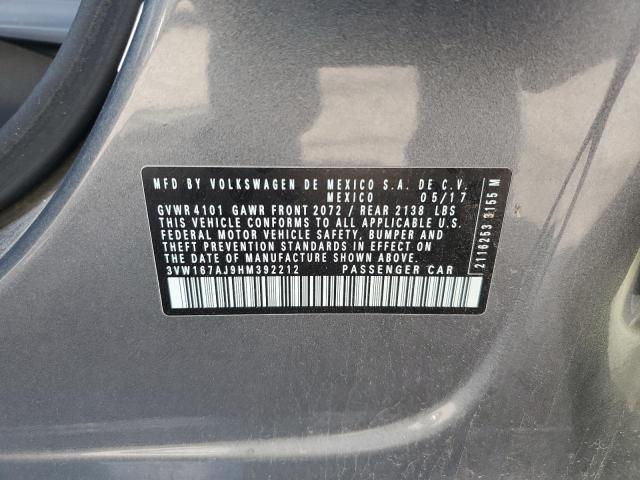 MFD BY VOLKSWAGEN DE MEXICO S.A. DE C.V.
MEXICO 05/17
GVWR 4101 GAWR FRONT 2072 / REAR 2138 LBS
THIS VEHICLE CONFORMS TO ALL APPLICABLE U.S.
FEDERAL MOTOR VEHICLE SAFETY, BUMPER AND
THEFT PREVENTION STANDARDS IN EFFECT ON
THE DATE OF MANUFACTURE SHOWN ABOVE.
3VW167AJ9HM392212 PASSENGER CAR
2116253 3155 M